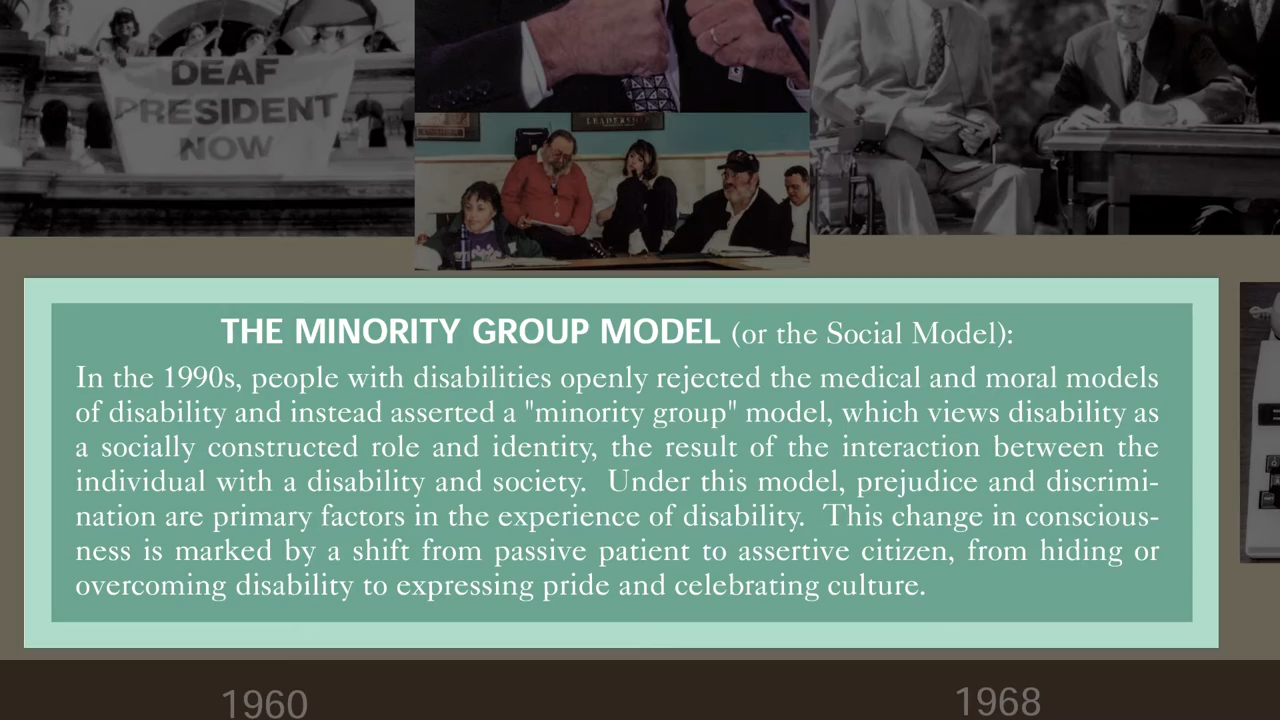 DEAF
PRESIDENT
NOW
LEADERSHIP
THE MINORITY GROUP MODEL (or the Social Model):
In the 1990s, people with disabilities openly rejected the medical and moral models
of disability and instead asserted a "minority group" model, which views disability as
a socially constructed role and identity, the result of the interaction between the
individual with a disability and society. Under this model, prejudice and discrimi-
nation are primary factors in the experience of disability. This change in conscious-
ness is marked by a shift from passive patient to assertive citizen, from hiding or
overcoming disability to expressing pride and celebrating culture.
1960
1968